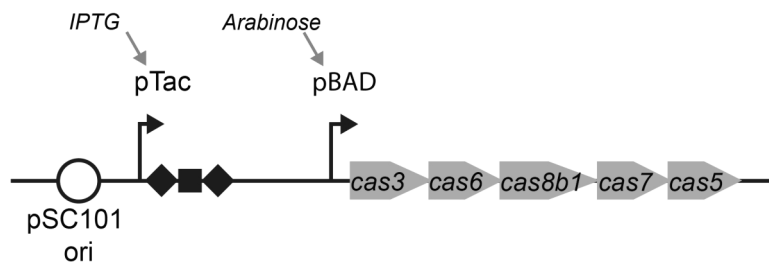 IPTG
Arabinose
pTac
pBAD
cas3 cas6 cas8b1 cas7 cas5
pSC101
ori